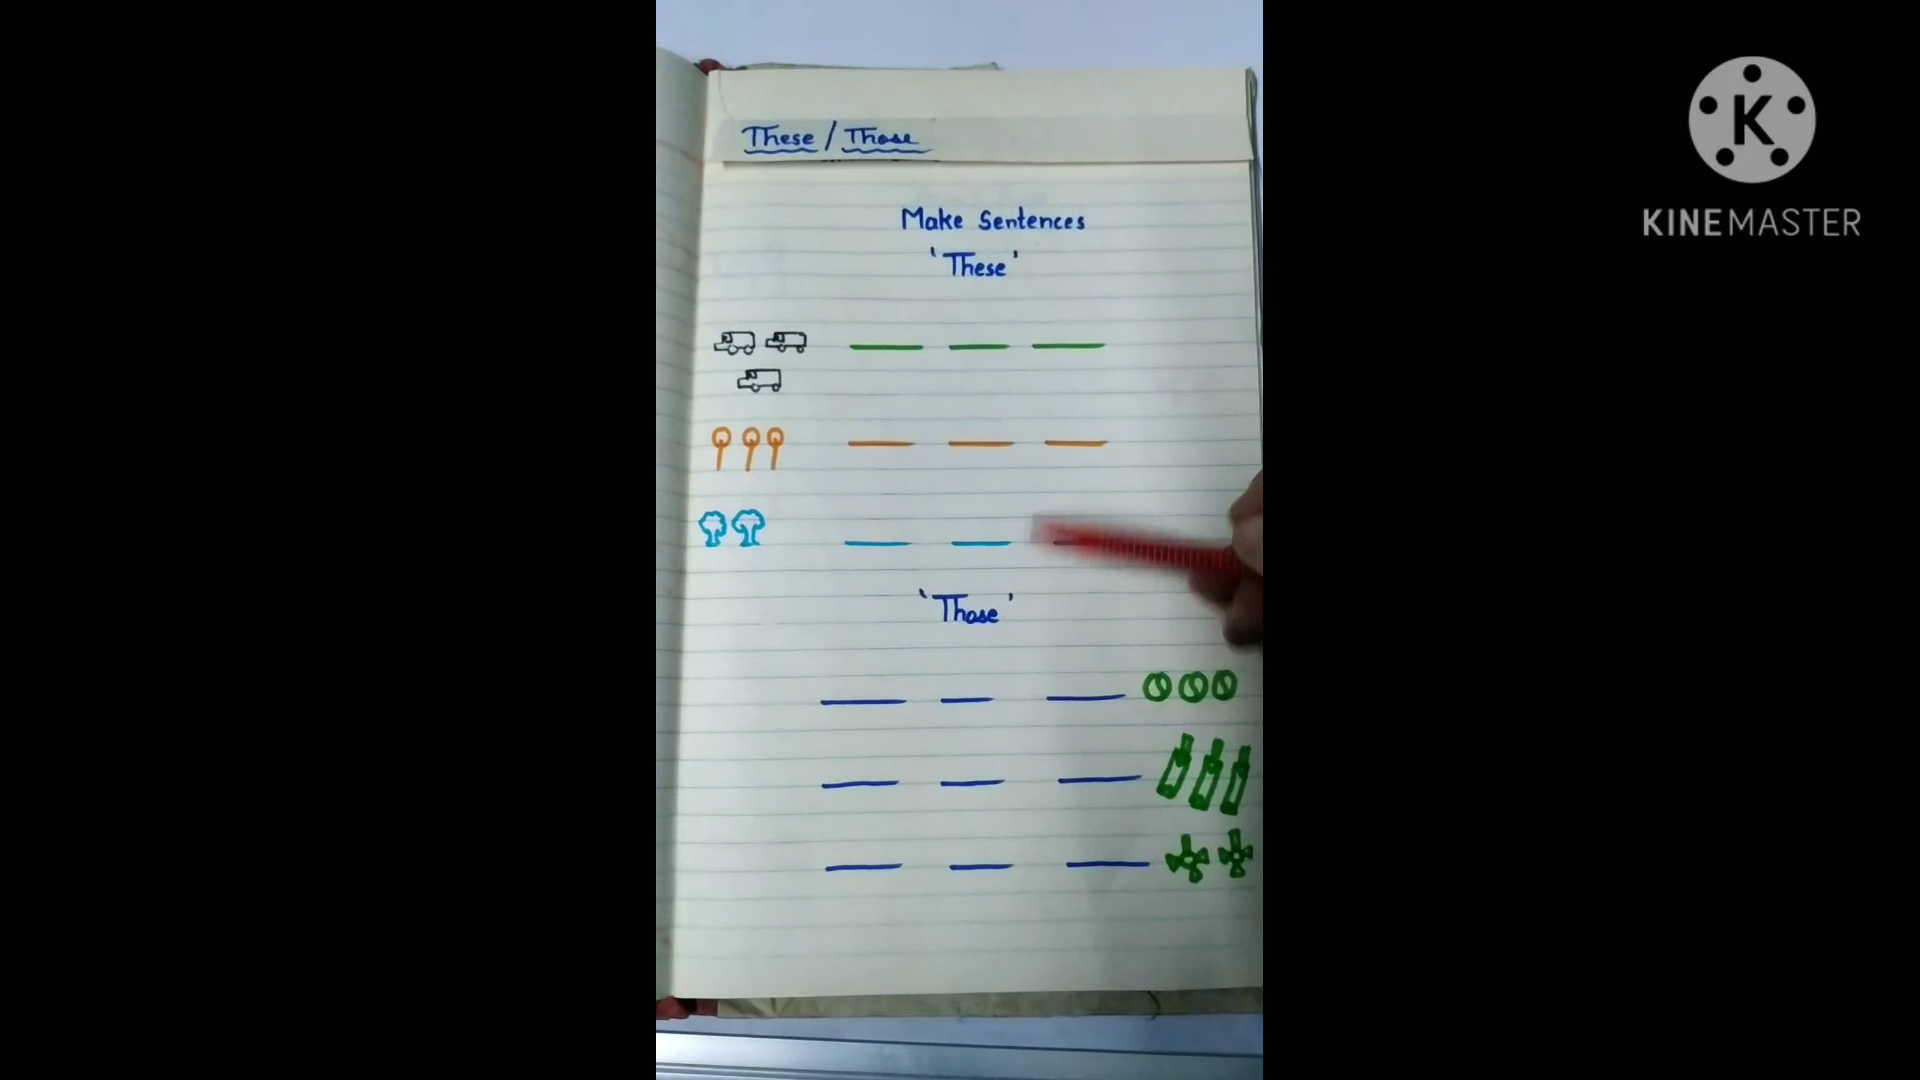 These / Those
Make Sentences
'These'
'Those'
K
KINEMASTER